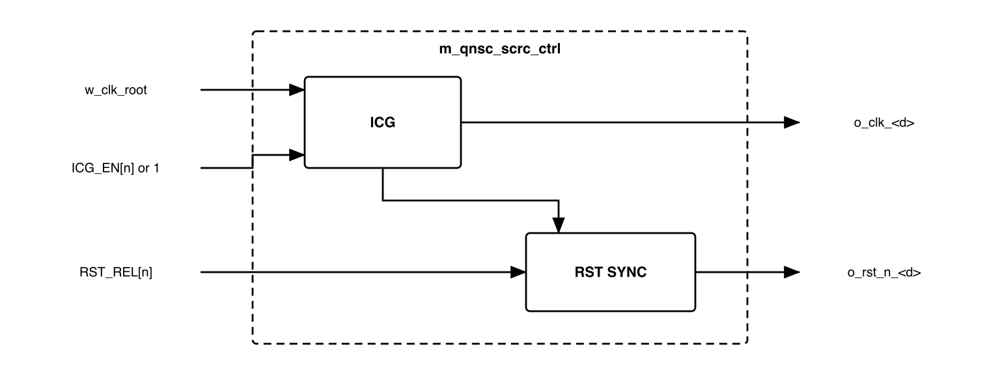 m_qnsc_scrc_ctrl
w_clk_root
ICG
o_clk_<d>
ICG_EN[n] or 1
RST_REL[n]
RST SYNC
o_rst_n_<d>